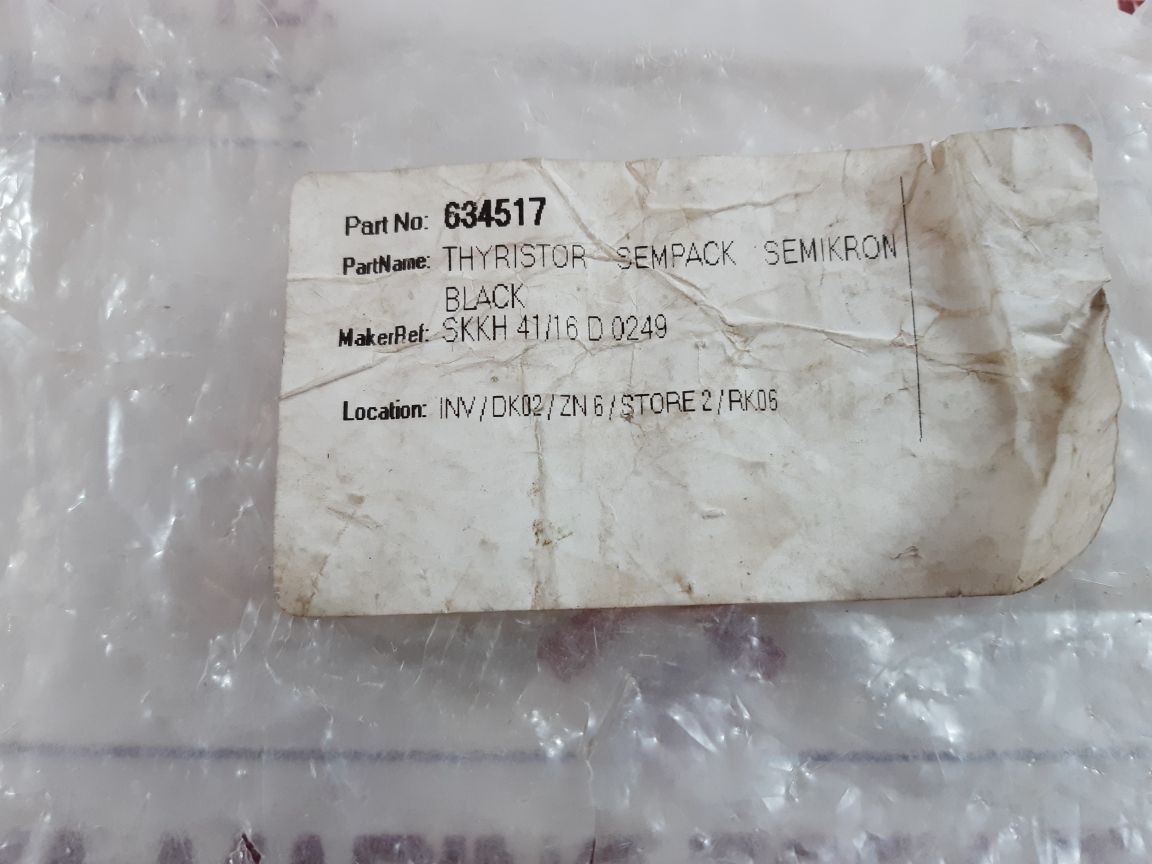 Part No: 634517
PartName: THYRISTOR SEMPACK SEMIKRON
BLACK
MakerRef: SKKH 41/16 D 0249
Location: INV/DK02/ZN 6/STORE 2/RK06